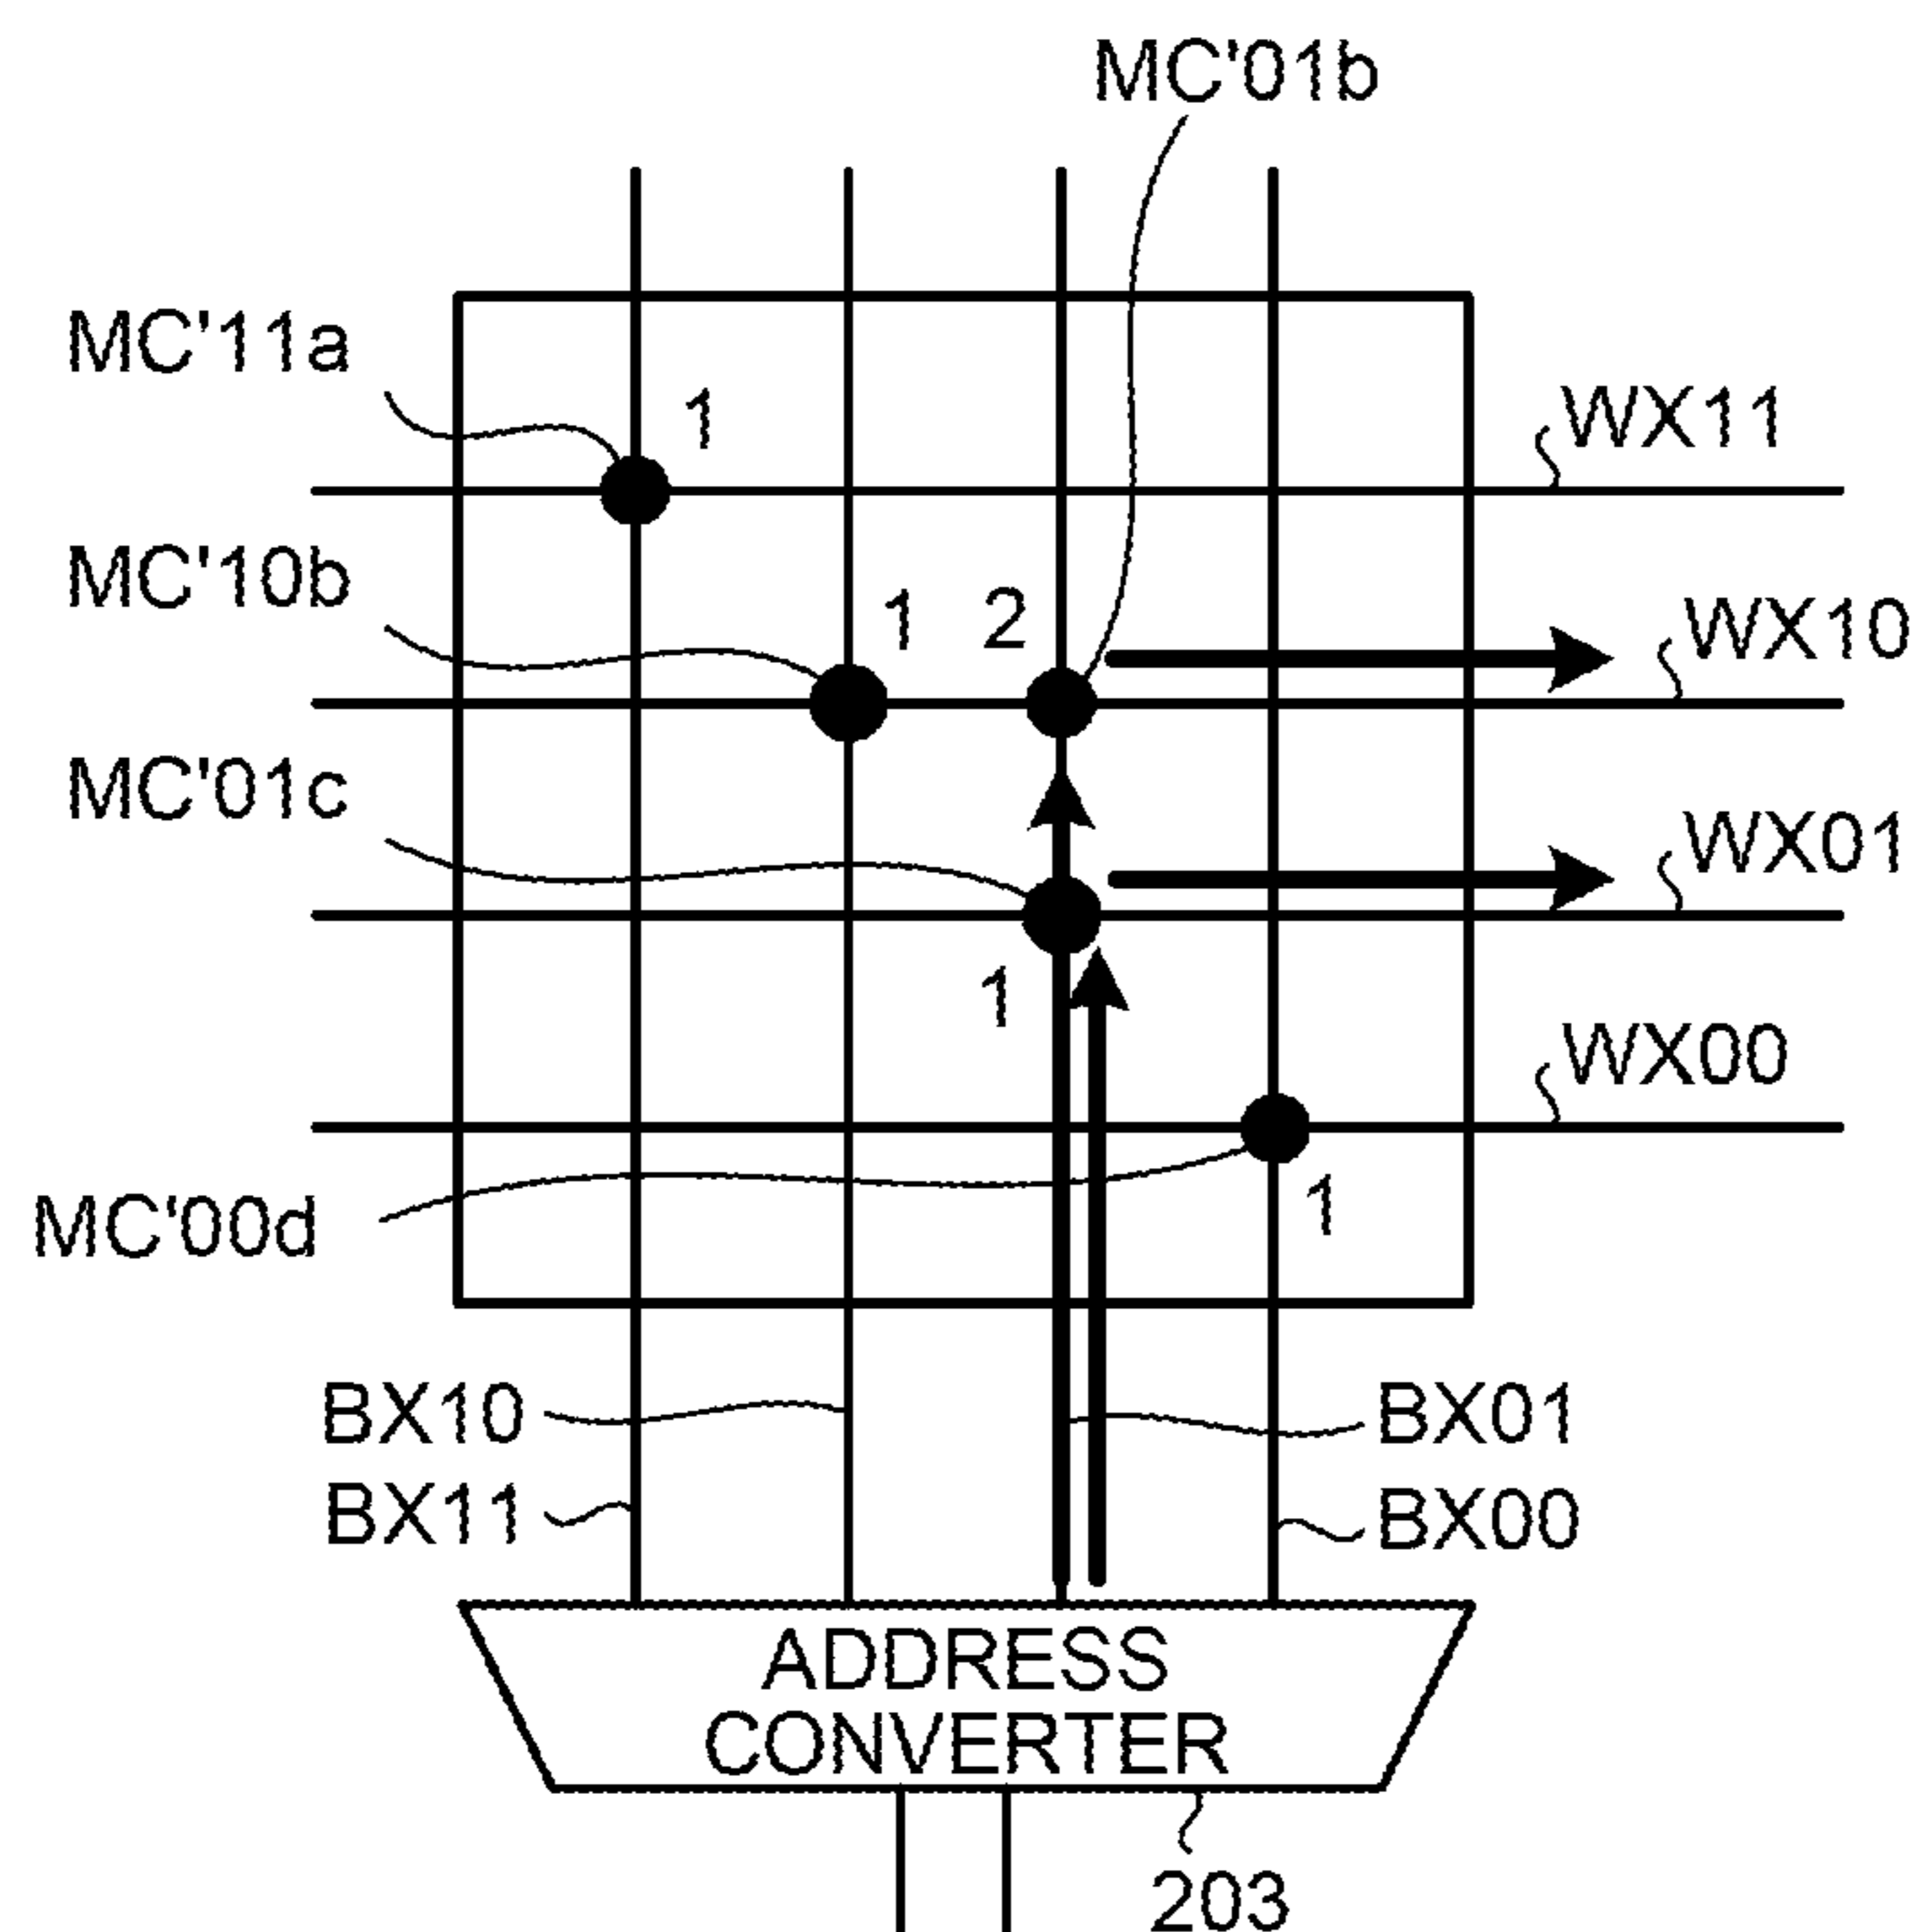 MC'01b
MC'11a
1
WX11
MC'10b
1
2
WX10
MC'01c
WX01
1
WX00
MC'00d
1
BX10
BX01
BX11
BX00
ADDRESS
CONVERTER
203